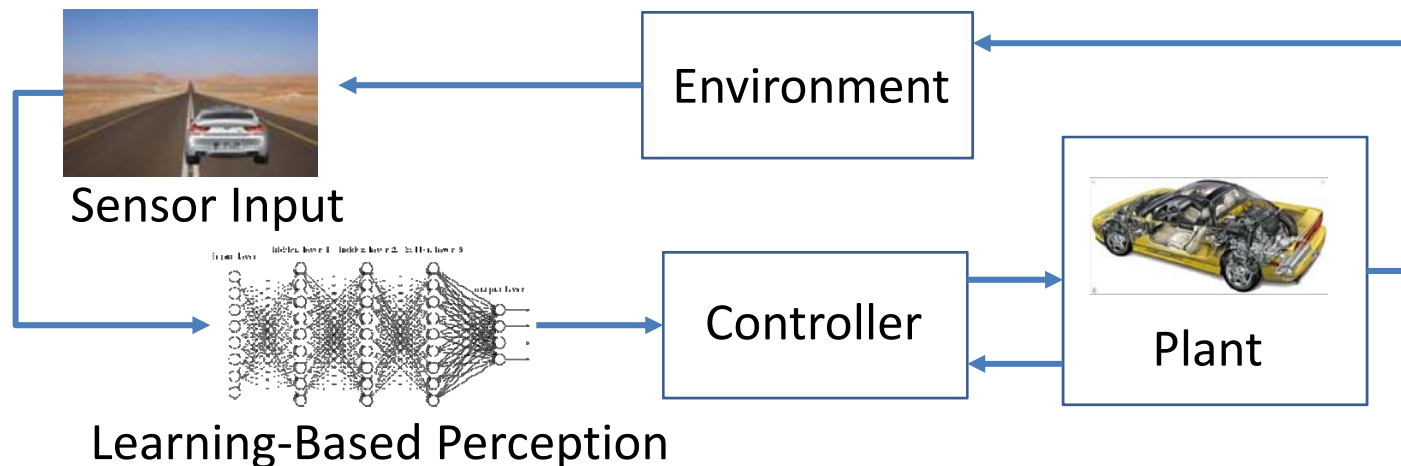 Environment
Sensor Input
Controller
Plant
Learning-Based Perception